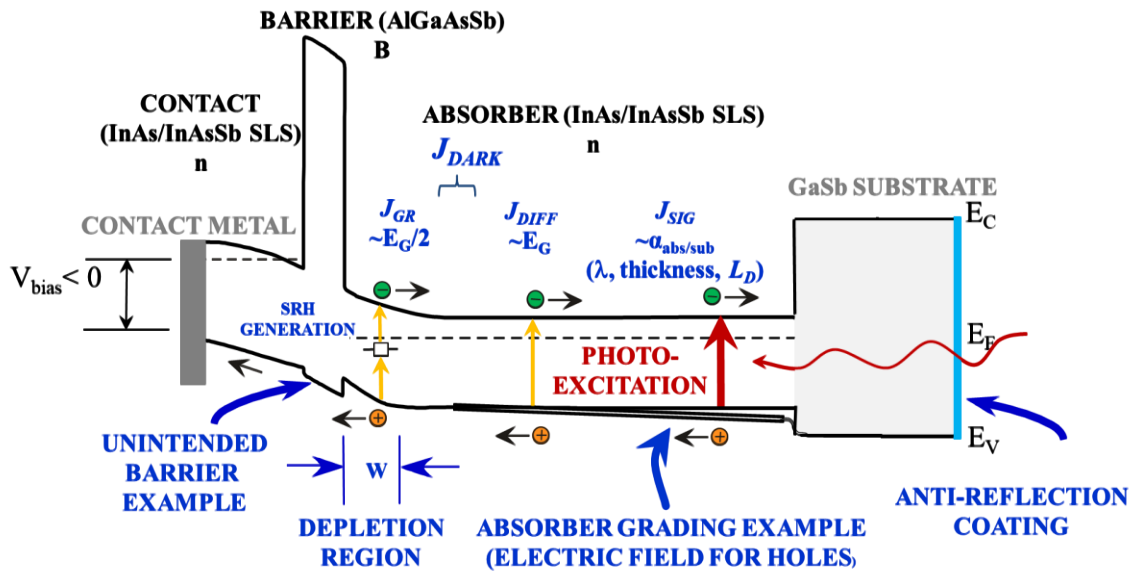 BARRIER (AlGaAsSb)
B
CONTACT
(InAs/InAsSb SLS)
n
ABSORBER (InAs/InAsSb SLS)
n
J_DARK
GaSb SUBSTRATE
CONTACT METAL
J_GR
~E_G/2
J_DIFF
~E_G
J_SIG
~α_abs/sub
(λ, thickness, L_D)
E_C
V_bias< 0
SRH
GENERATION
E_F
PHOTO-
EXCITATION
UNINTENDED
BARRIER
EXAMPLE
W
E_V
DEPLETION
REGION
ABSORBER GRADING EXAMPLE
(ELECTRIC FIELD FOR HOLES)
ANTI-REFLECTION
COATING